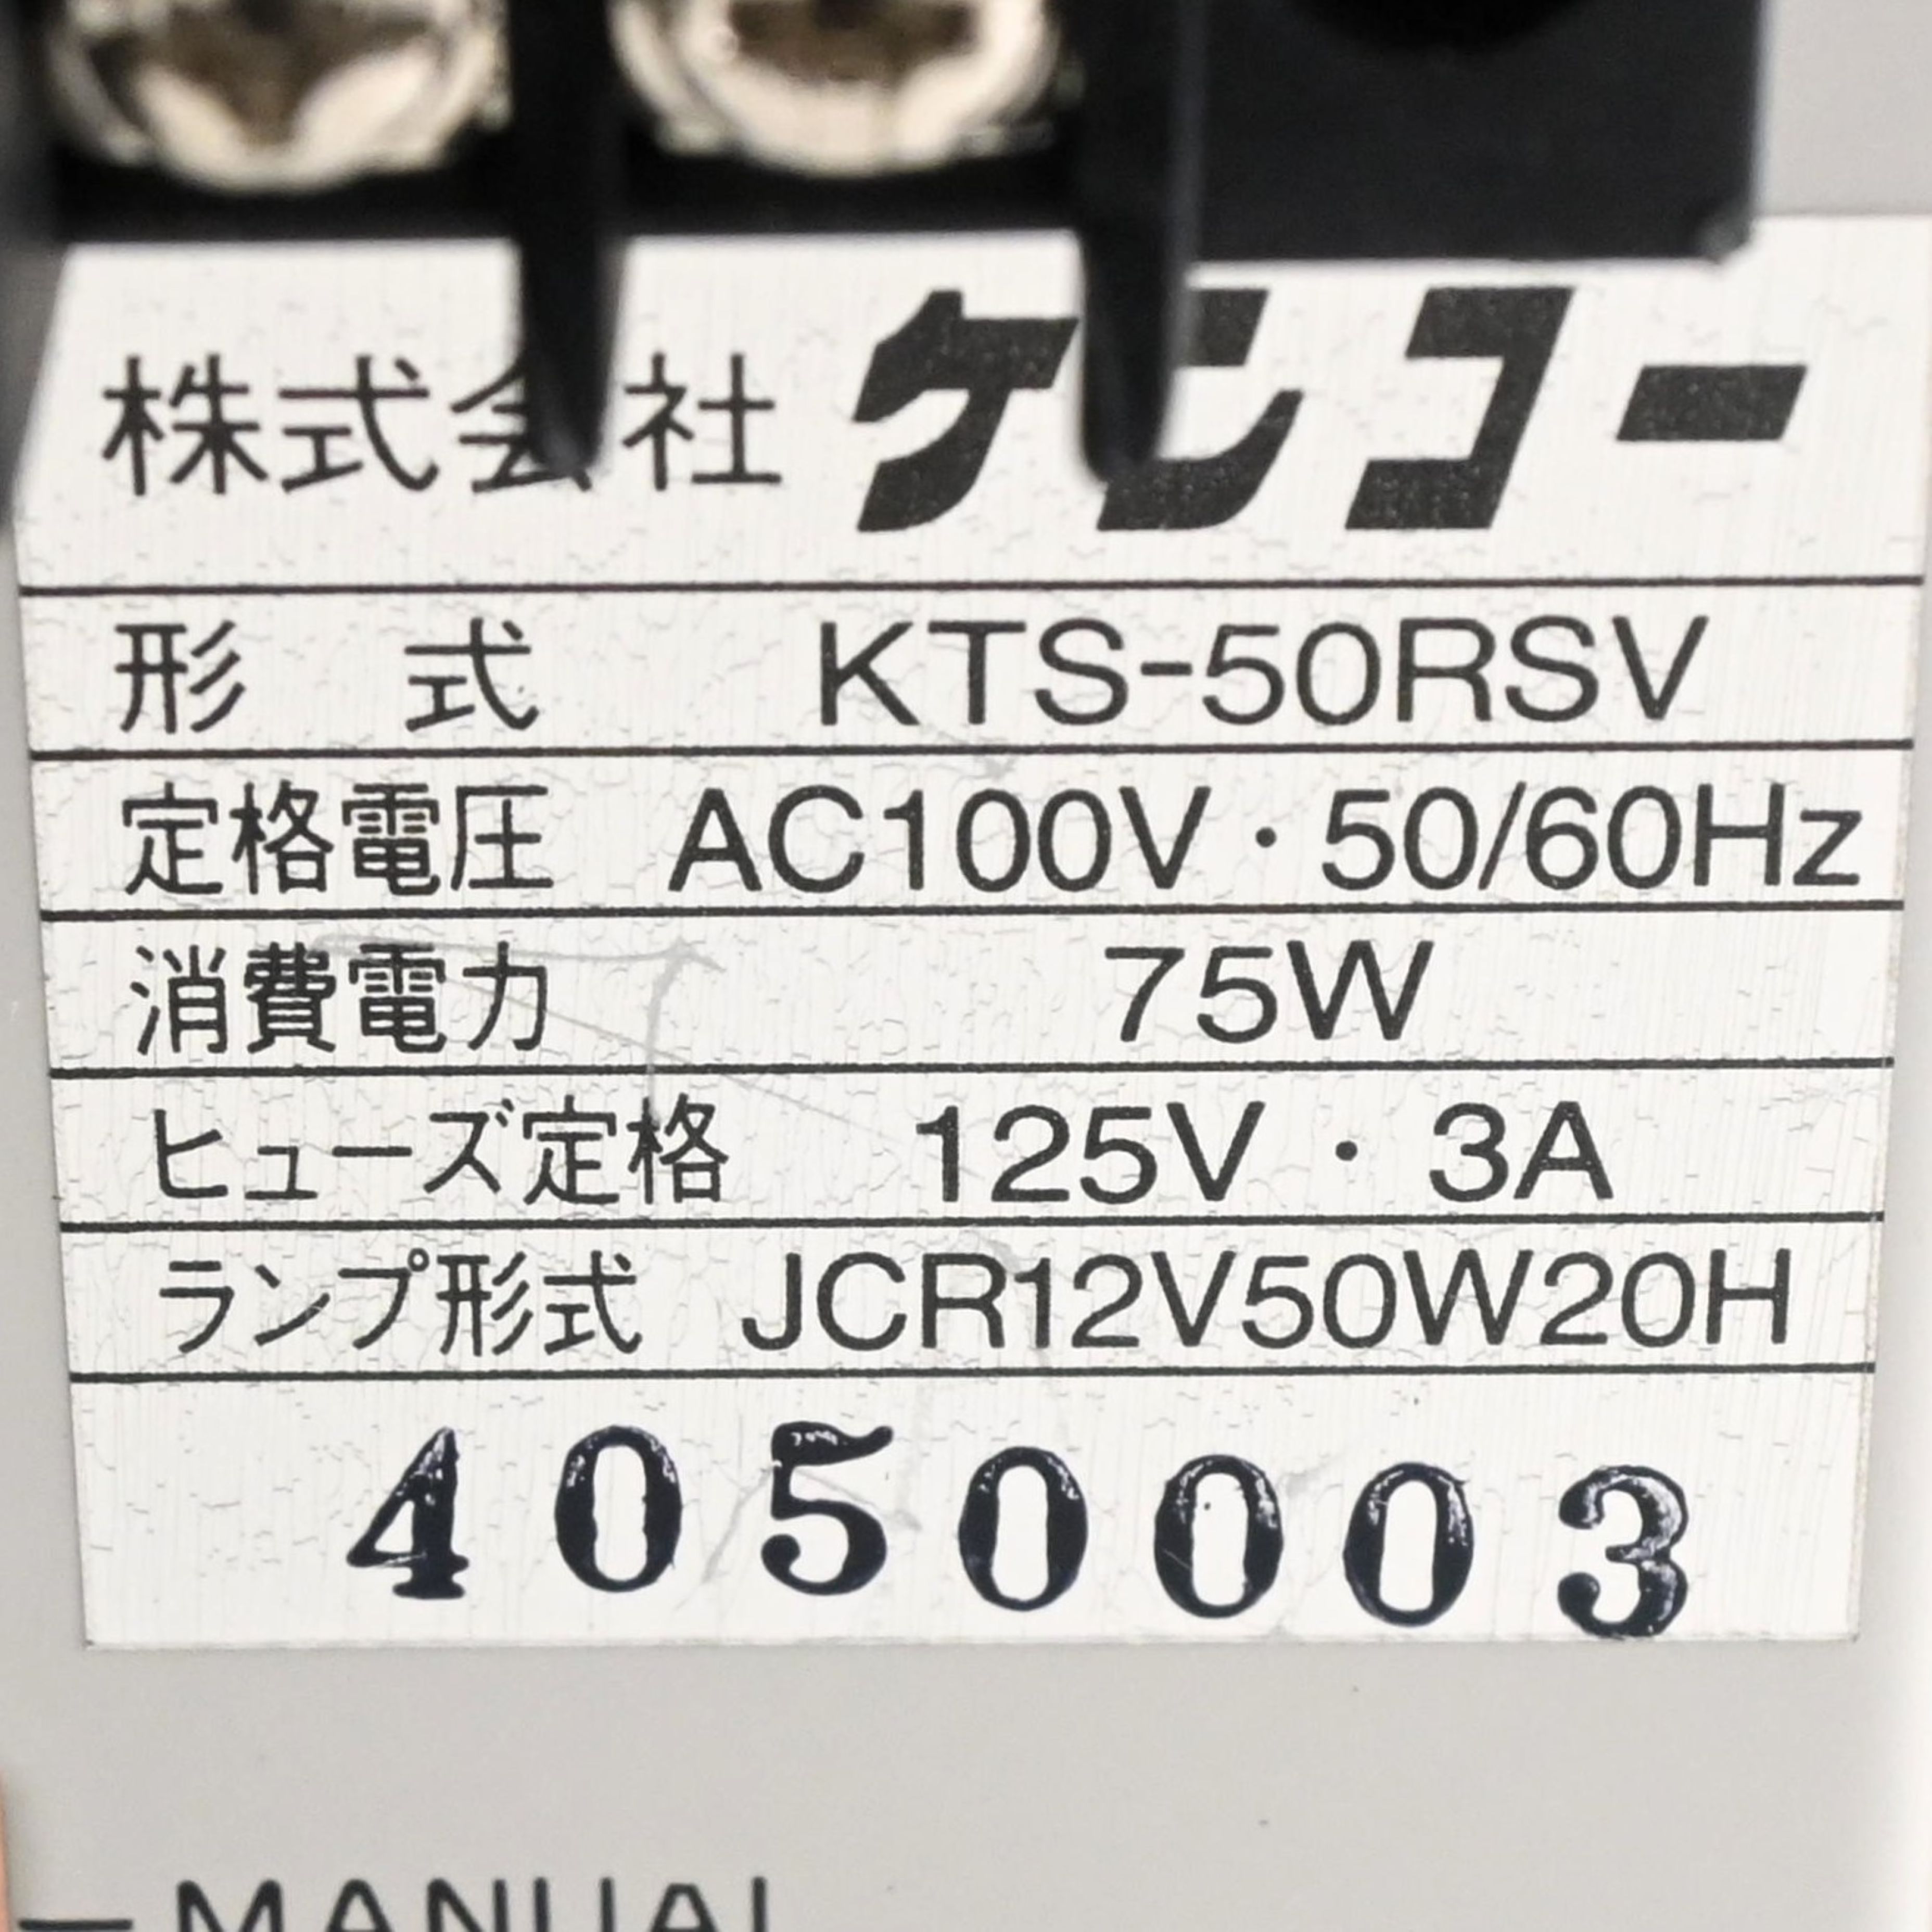 株式会社 ケンコー
形 式 KTS-50RSV
定格電圧 AC100V・50/60Hz
消費電力 75W
ヒューズ定格 125V・3A
ランプ形式 JCR12V50W20H
4050003
MANUAL